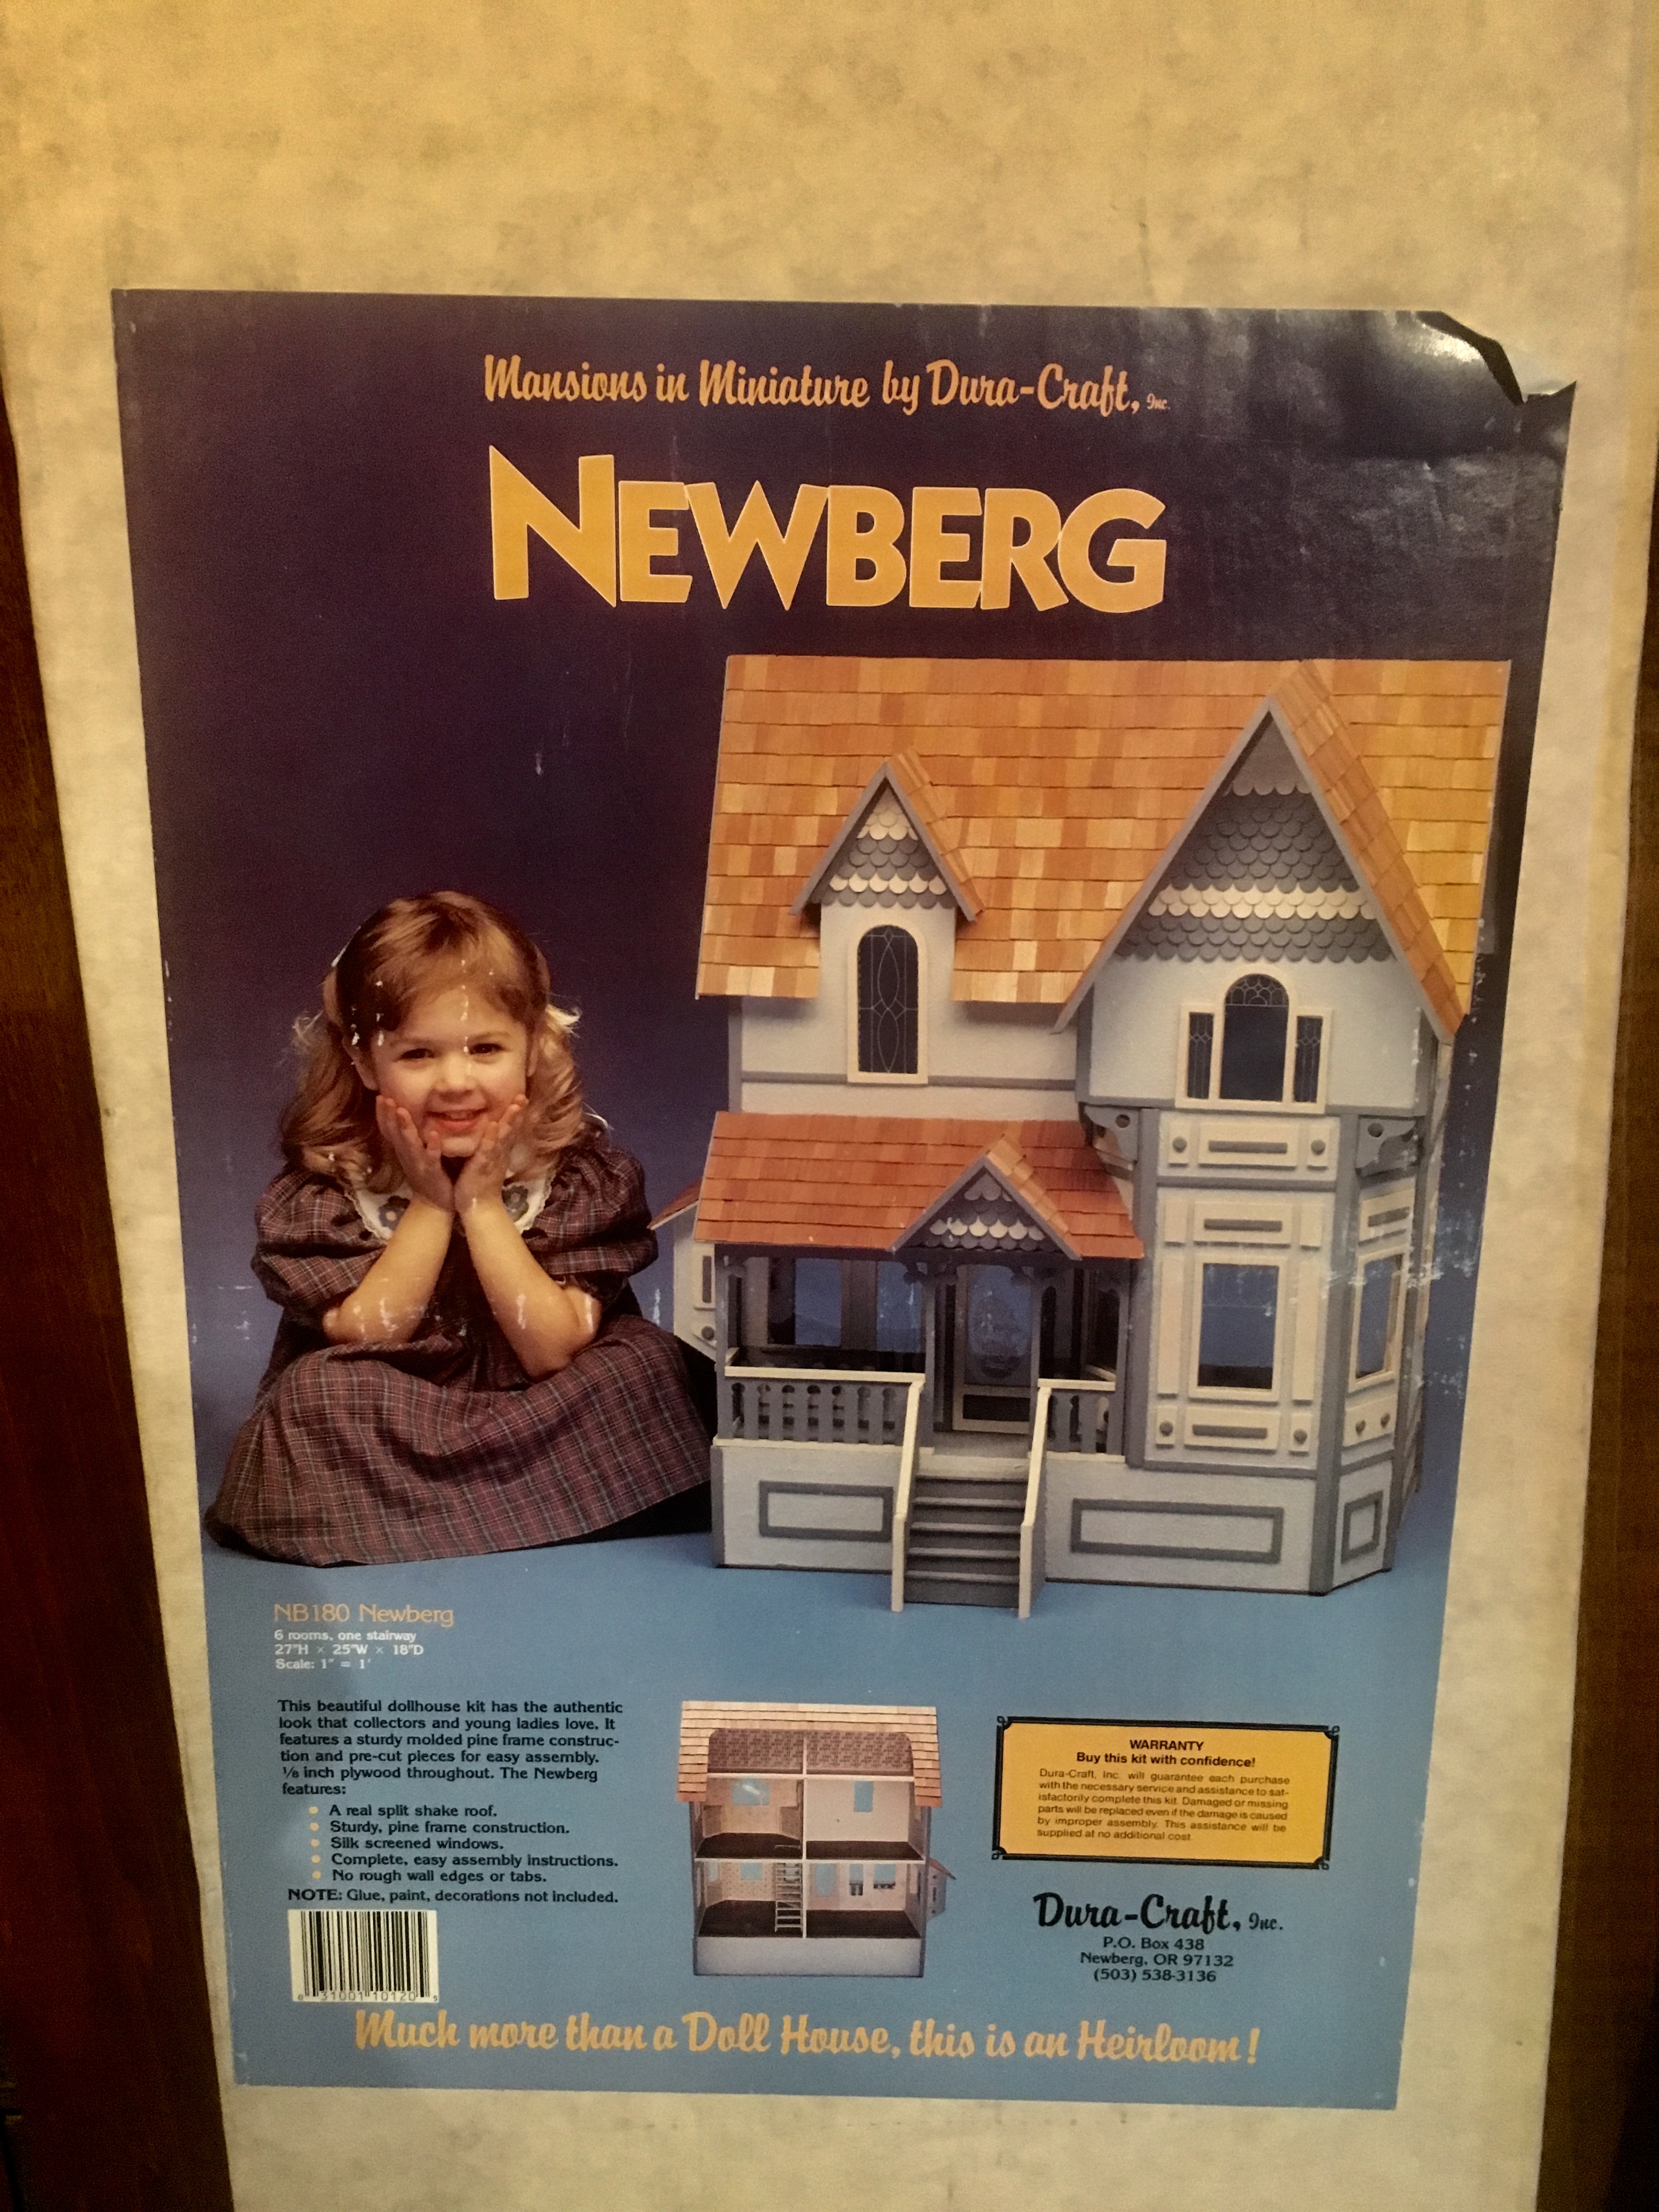 Mansions in Miniature by Dura-Craft, Inc.
NEWBERG
NB180 Newberg
6 rooms, one stairway
27"H × 25"W × 18"D
Scale: 1" = 1'
This beautiful dollhouse kit has the authentic
look that collectors and young ladies love. It
features a sturdy molded pine frame construc-
tion and pre-cut pieces for easy assembly.
⅛ inch plywood throughout. The Newberg
features:
• A real split shake roof.
• Sturdy, pine frame construction.
• Silk screened windows.
• Complete, easy assembly instructions.
• No rough wall edges or tabs.
NOTE: Glue, paint, decorations not included.
0 31001 10120 5
WARRANTY
Buy this kit with confidence!
Dura-Craft, Inc. will guarantee each purchase
with the necessary service and assistance to sat-
isfactorily complete this kit. Damaged or missing
parts will be replaced even if the damage is caused
by improper assembly. This assistance will be
supplied at no additional cost.
Dura-Craft, Inc.
P.O. Box 438
Newberg, OR 97132
(503) 538-3136
Much more than a Doll House, this is an Heirloom!